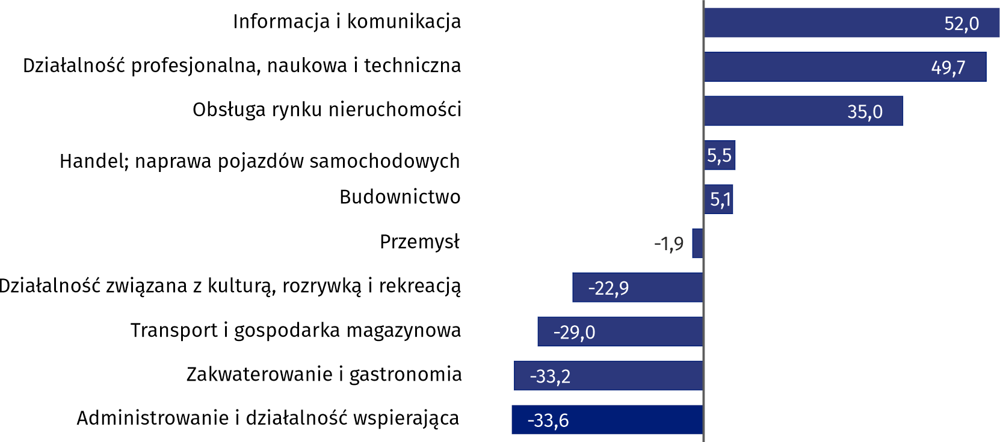 Informacja i komunikacja 52,0
Działalność profesjonalna, naukowa i techniczna 49,7
Obsługa rynku nieruchomości 35,0
Handel; naprawa pojazdów samochodowych 5,5
Budownictwo 5,1
Przemysł -1,9
Działalność związana z kulturą, rozrywką i rekreacją -22,9
Transport i gospodarka magazynowa -29,0
Zakwaterowanie i gastronomia -33,2
Administrowanie i działalność wspierająca -33,6